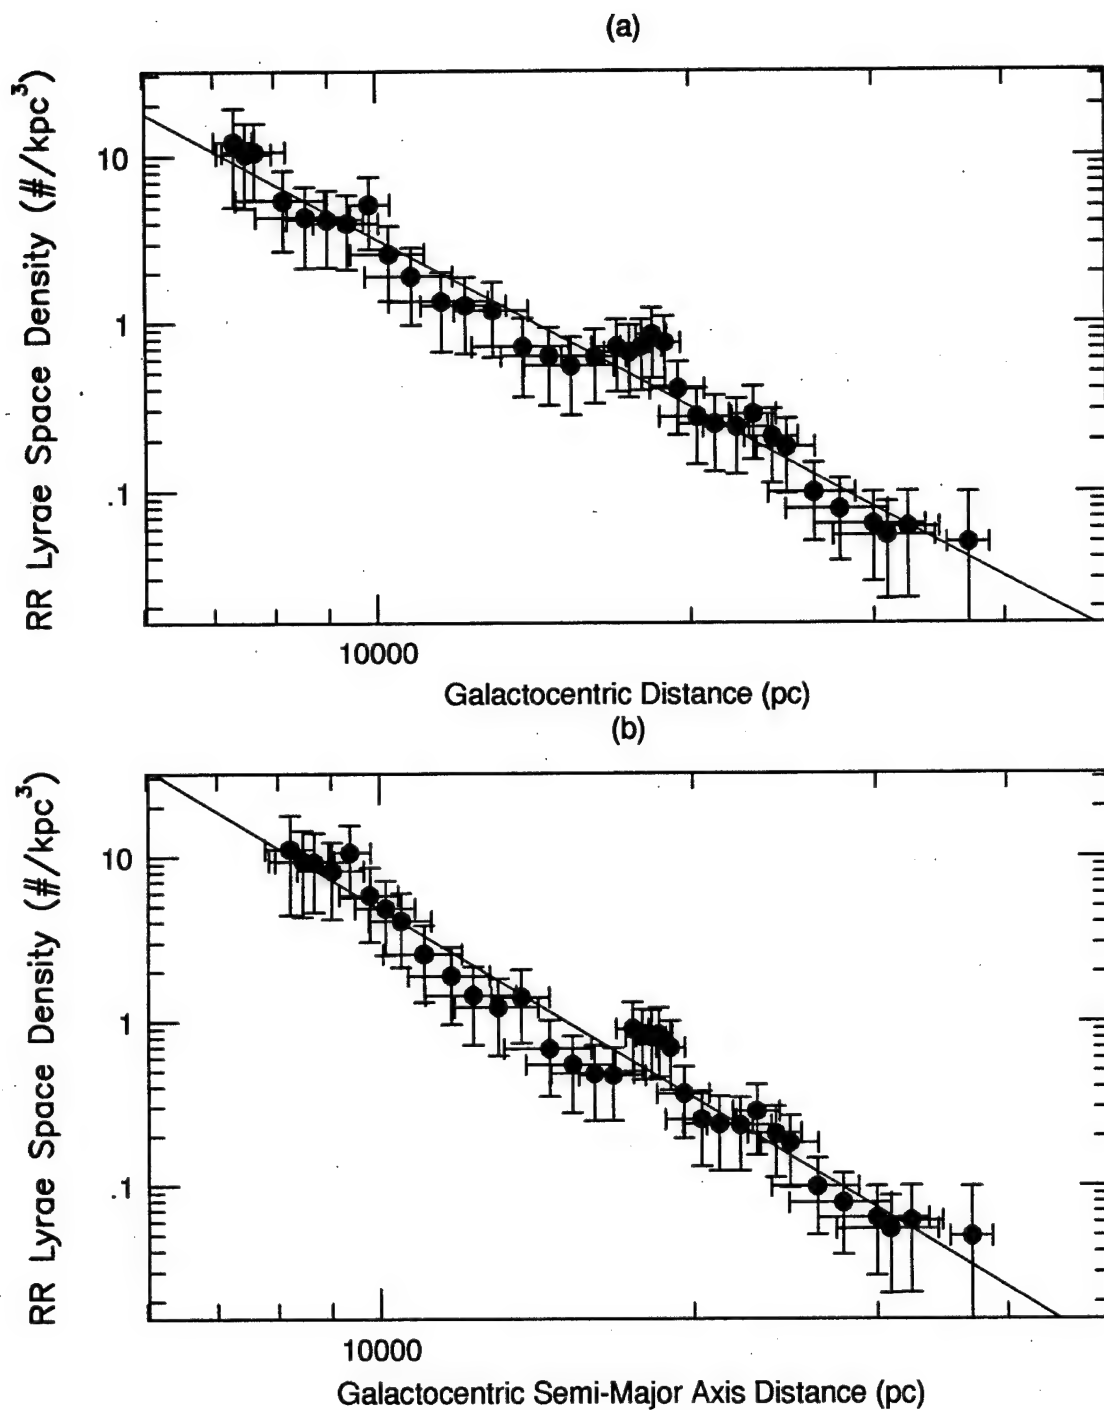 (a)
RR Lyrae Space Density (#/kpc³)
10
1
.1
10000
Galactocentric Distance (pc)
(b)
RR Lyrae Space Density (#/kpc³)
10
1
.1
10000
Galactocentric Semi-Major Axis Distance (pc)